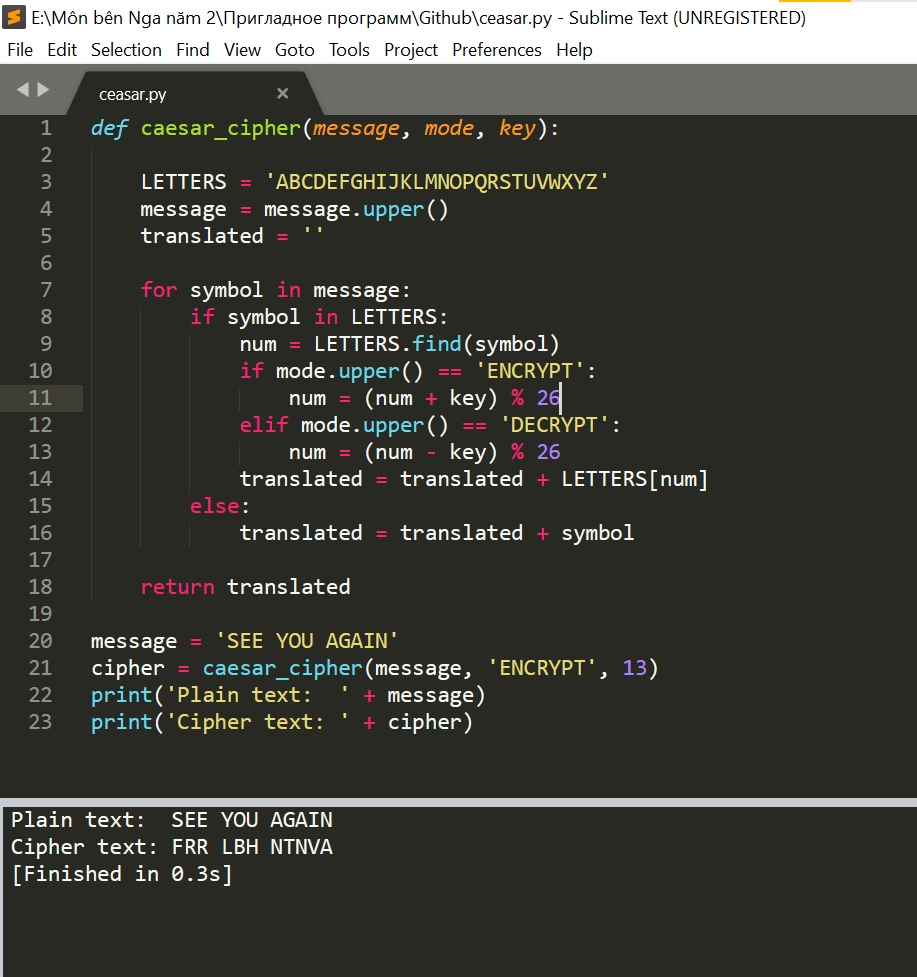 E:\Môn bên Nga năm 2\Пригладное программ\Github\ceasar.py - Sublime Text (UNREGISTERED)
File Edit Selection Find View Goto Tools Project Preferences Help
ceasar.py ×
1 def caesar_cipher(message, mode, key):
2
3     LETTERS = 'ABCDEFGHIJKLMNOPQRSTUVWXYZ'
4     message = message.upper()
5     translated = ''
6
7     for symbol in message:
8         if symbol in LETTERS:
9             num = LETTERS.find(symbol)
10             if mode.upper() == 'ENCRYPT':
11                 num = (num + key) % 26
12             elif mode.upper() == 'DECRYPT':
13                 num = (num - key) % 26
14             translated = translated + LETTERS[num]
15         else:
16             translated = translated + symbol
17
18     return translated
19
20 message = 'SEE YOU AGAIN'
21 cipher = caesar_cipher(message, 'ENCRYPT', 13)
22 print('Plain text:  ' + message)
23 print('Cipher text: ' + cipher)
Plain text:  SEE YOU AGAIN
Cipher text: FRR LBH NTNVA
[Finished in 0.3s]